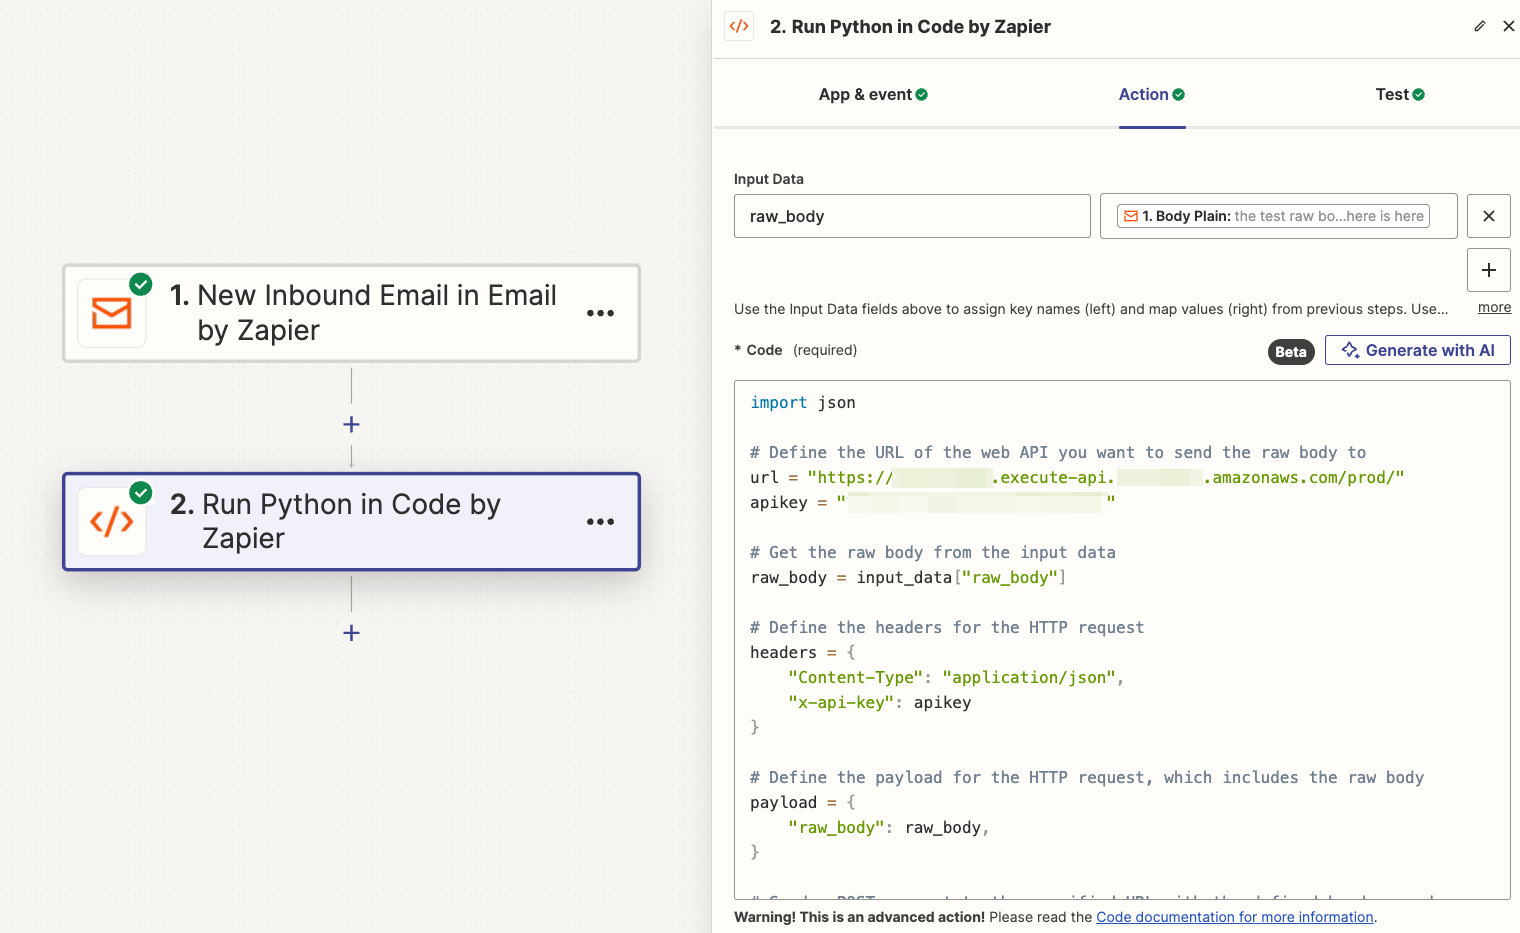 1. New Inbound Email in Email
by Zapier
2. Run Python in Code by
Zapier
2. Run Python in Code by Zapier
App & event
Action
Test
Input Data
raw_body
1. Body Plain: the test raw bo...here is here
Use the Input Data fields above to assign key names (left) and map values (right) from previous steps. Use...
more
* Code (required)
Beta
Generate with AI
import json
# Define the URL of the web API you want to send the raw body to
url = "https:// .execute-api. .amazonaws.com/prod/"
apikey = " "
# Get the raw body from the input data
raw_body = input_data["raw_body"]
# Define the headers for the HTTP request
headers = {
"Content-Type": "application/json",
"x-api-key": apikey
}
# Define the payload for the HTTP request, which includes the raw body
payload = {
"raw_body": raw_body,
}
Warning! This is an advanced action! Please read the Code documentation for more information.